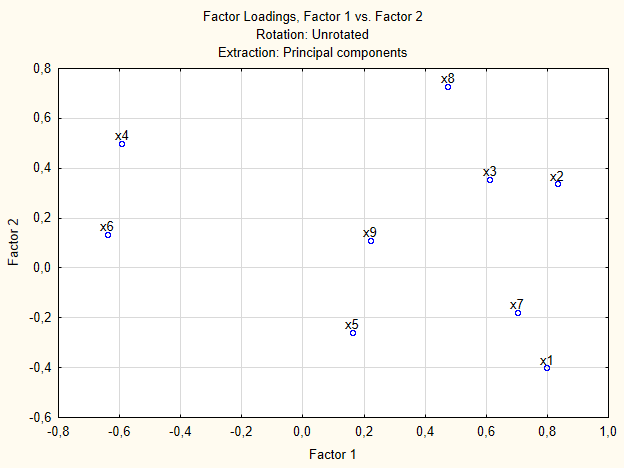 Factor Loadings, Factor 1 vs. Factor 2
Rotation: Unrotated
Extraction: Principal components
0,8
x8
0,6
x4
0,4
x3
x2
0,2
x6
x9
0,0
-0,2
x7
x5
-0,4
x1
-0,6
Factor 2
-0,8 -0,6 -0,4 -0,2 0,0 0,2 0,4 0,6 0,8 1,0
Factor 1